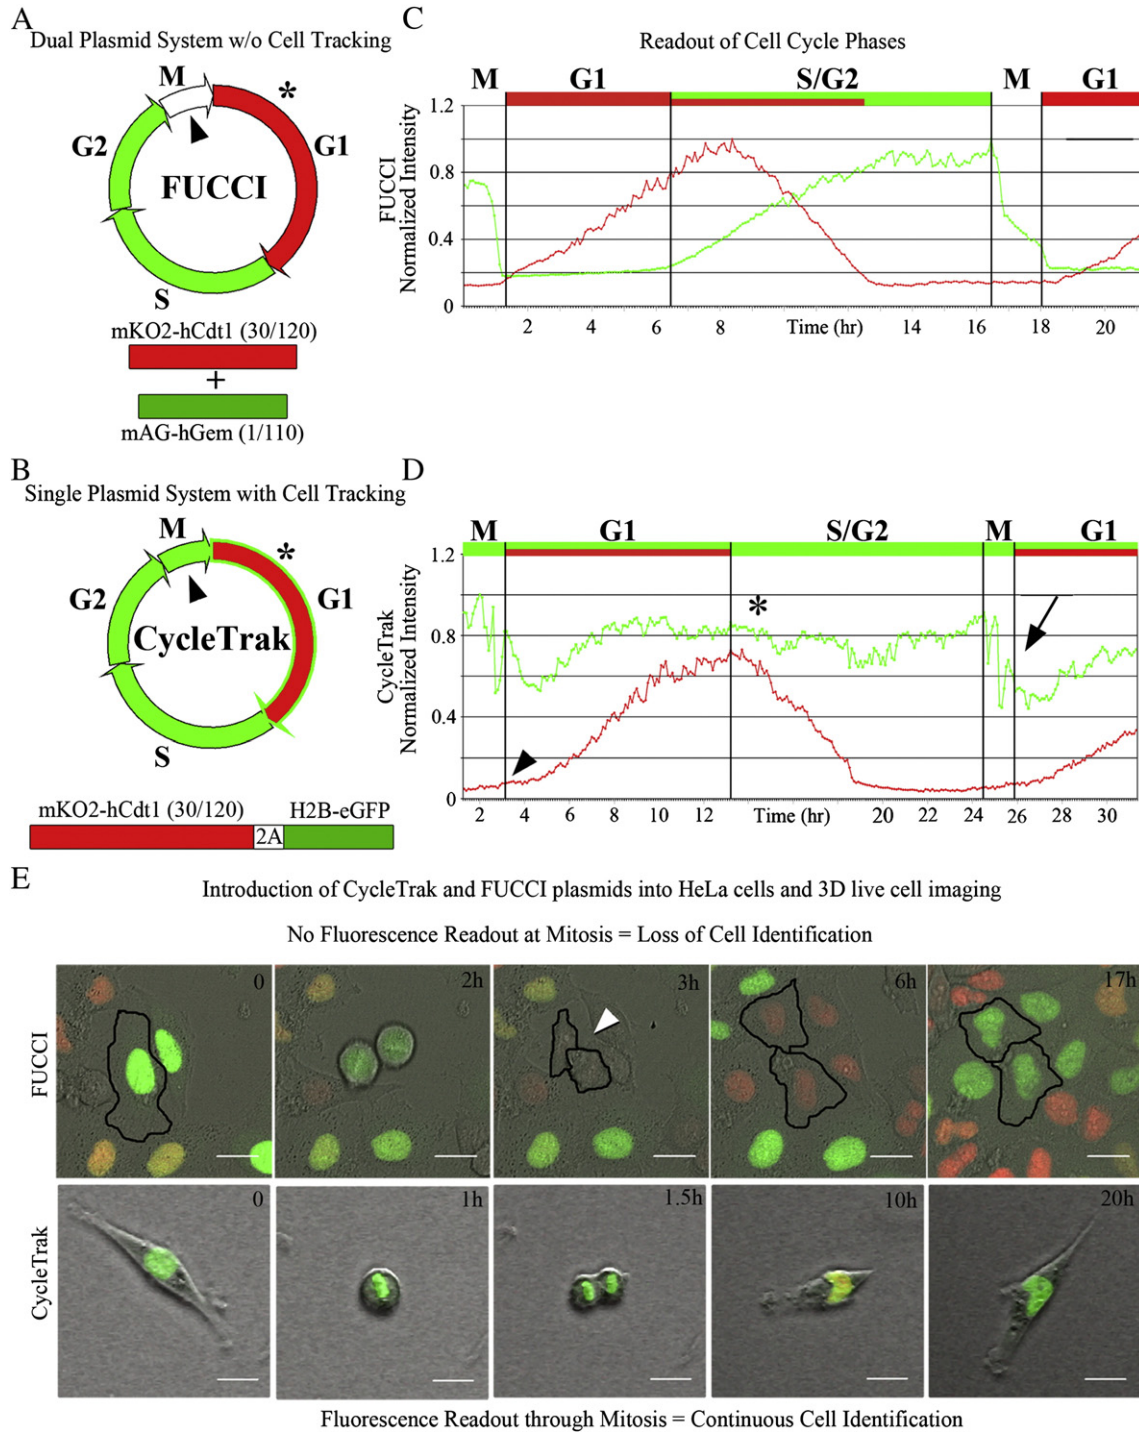 A
Dual Plasmid System w/o Cell Tracking
M
*
G2
G1
FUCCI
S
mKO2-hCdt1 (30/120)
+
mAG-hGem (1/110)
B
Single Plasmid System with Cell Tracking
M
*
G2
G1
CycleTrak
S
mKO2-hCdt1 (30/120)
H2B-eGFP
2A
C
Readout of Cell Cycle Phases
M G1 S/G2 M G1
FUCCI
Normalized Intensity
1.2
0.8
0.4
0
2 4 6 8 Time (hr) 14 16 18 20
D
M G1 S/G2 M G1
CycleTrak
Normalized Intensity
1.2
0.8
0.4
0
*
2 4 6 8 10 12 Time (hr) 20 22 24 26 28 30
E
Introduction of CycleTrak and FUCCI plasmids into HeLa cells and 3D live cell imaging
No Fluorescence Readout at Mitosis = Loss of Cell Identification
FUCCI
0 2h 3h 6h 17h
CycleTrak
0 1h 1.5h 10h 20h
Fluorescence Readout through Mitosis = Continuous Cell Identification